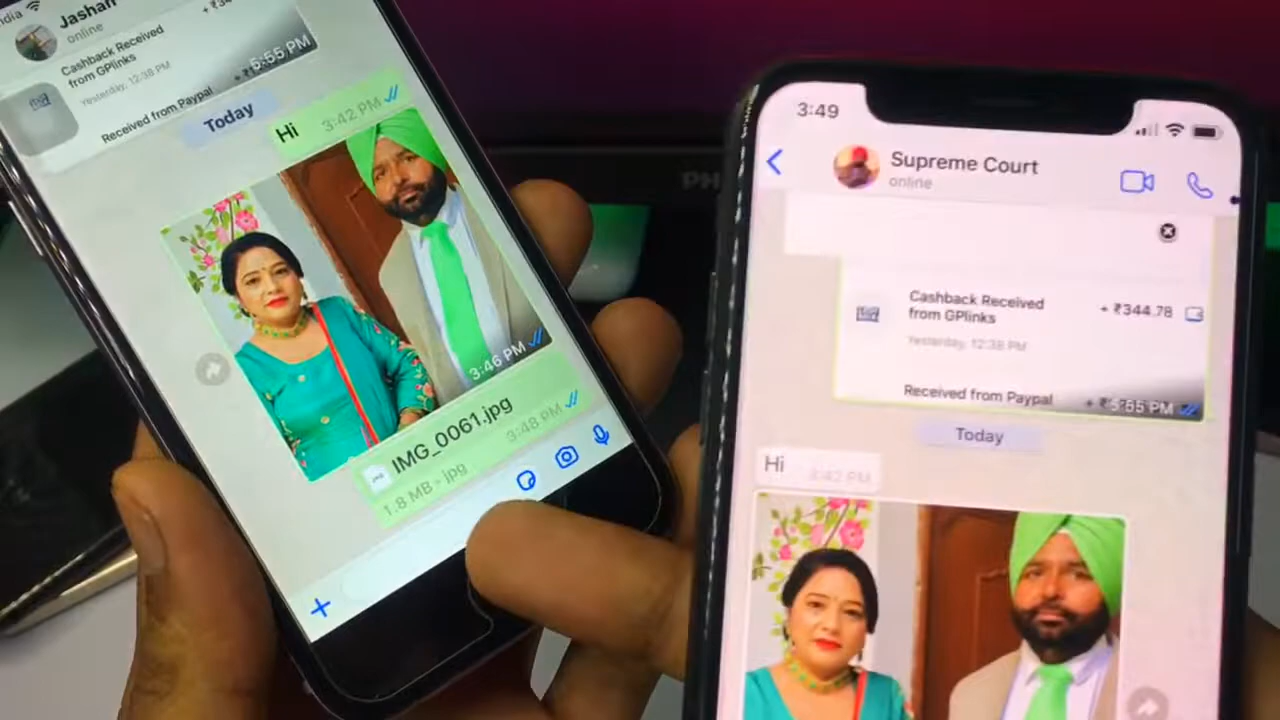 Jashan
online
Cashback Received
from GPlinks
Yesterday, 12:38 PM
Received from Paypal
5:55 PM
Today
Hi 3:42 PM
3:46 PM
IMG_0061.jpg
1.8 MB - jpg 3:48 PM
3:49
Supreme Court
online
Cashback Received
from GPlinks
+ ₹344.78
Yesterday, 12:38 PM
Received from Paypal
5:55 PM
Today
Hi 3:42 PM